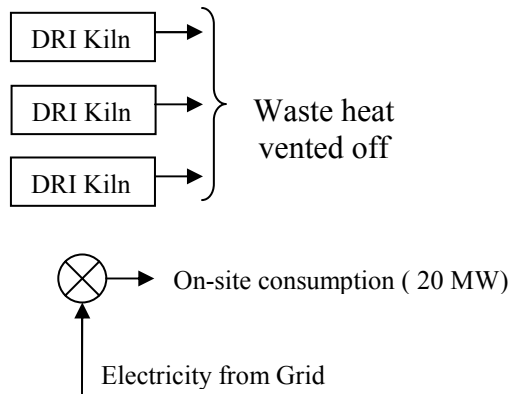 DRI Kiln
DRI Kiln
DRI Kiln
Waste heat
vented off
On-site consumption ( 20 MW)
Electricity from Grid